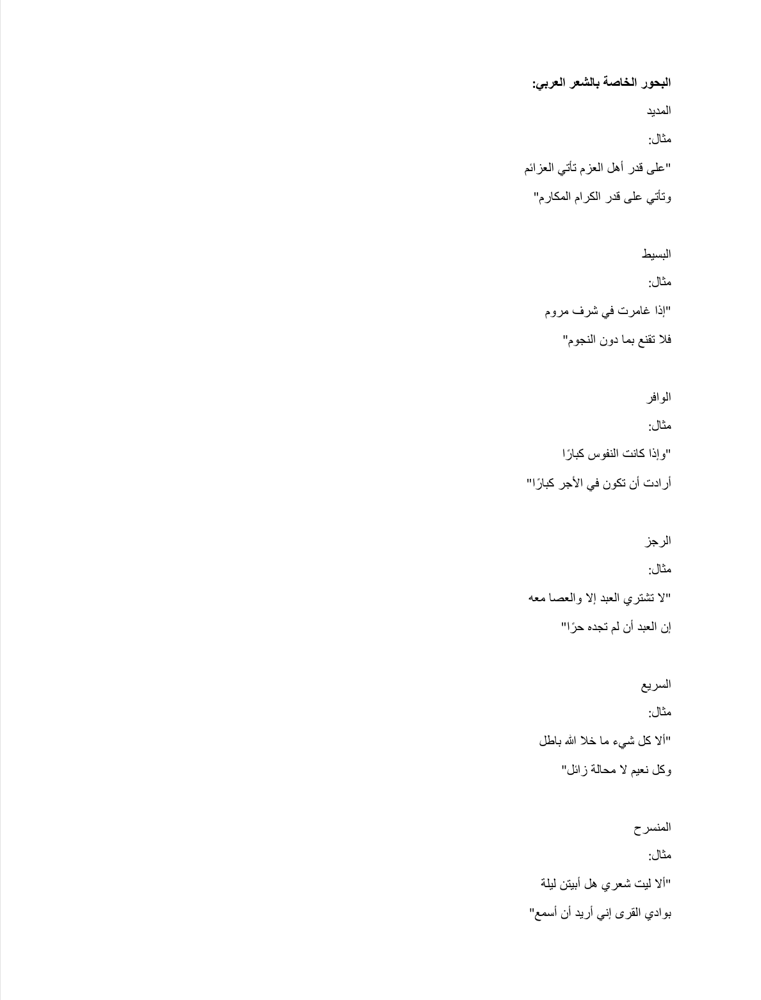 البحور الخاصة بالشعر العربي:
المديد
مثال:
"على قدر أهل العزم تأتي العزائم
وتأتي على قدر الكرام المكارم"
البسيط
مثال:
"إذا غامرت في شرف مروم
فلا تقنع بما دون النجوم"
الوافر
مثال:
"وإذا كانت النفوس كبارًا
أرادت أن تكون في الأجر كبارًا"
الرجز
مثال:
"لا تشتري العبد إلا والعصا معه
إن العبد أن لم تجده حرًا"
السريع
مثال:
"ألا كل شيء ما خلا الله باطل
وكل نعيم لا محالة زائل"
المنسرح
مثال:
"ألا ليت شعري هل أبيتن ليلة
بوادي القرى إني أريد أن أسمع"